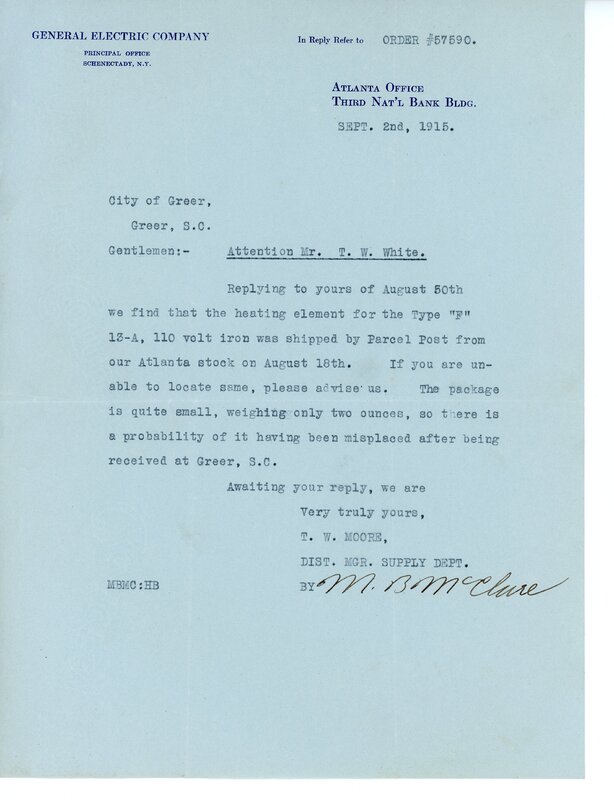 GENERAL ELECTRIC COMPANY
PRINCIPAL OFFICE
SCHENECTADY, N.Y.
In Reply Refer to ORDER #57590.
ATLANTA OFFICE
THIRD NAT'L BANK BLDG.
SEPT. 2nd, 1915.
City of Greer,
Greer, S.C.
Gentlemen:- Attention Mr. T. W. White.
Replying to yours of August 50th
we find that the heating element for the Type "F"
13-A, 110 volt iron was shipped by Parcel Post from
our Atlanta stock on August 18th. If you are un-
able to locate same, please advise us. The package
is quite small, weighing only two ounces, so there is
a probability of it having been misplaced after being
received at Greer, S.C.
Awaiting your reply, we are
Very truly yours,
T. W. MOORE,
DIST. MGR. SUPPLY DEPT.
MBMC:HB BY M. B. McClure